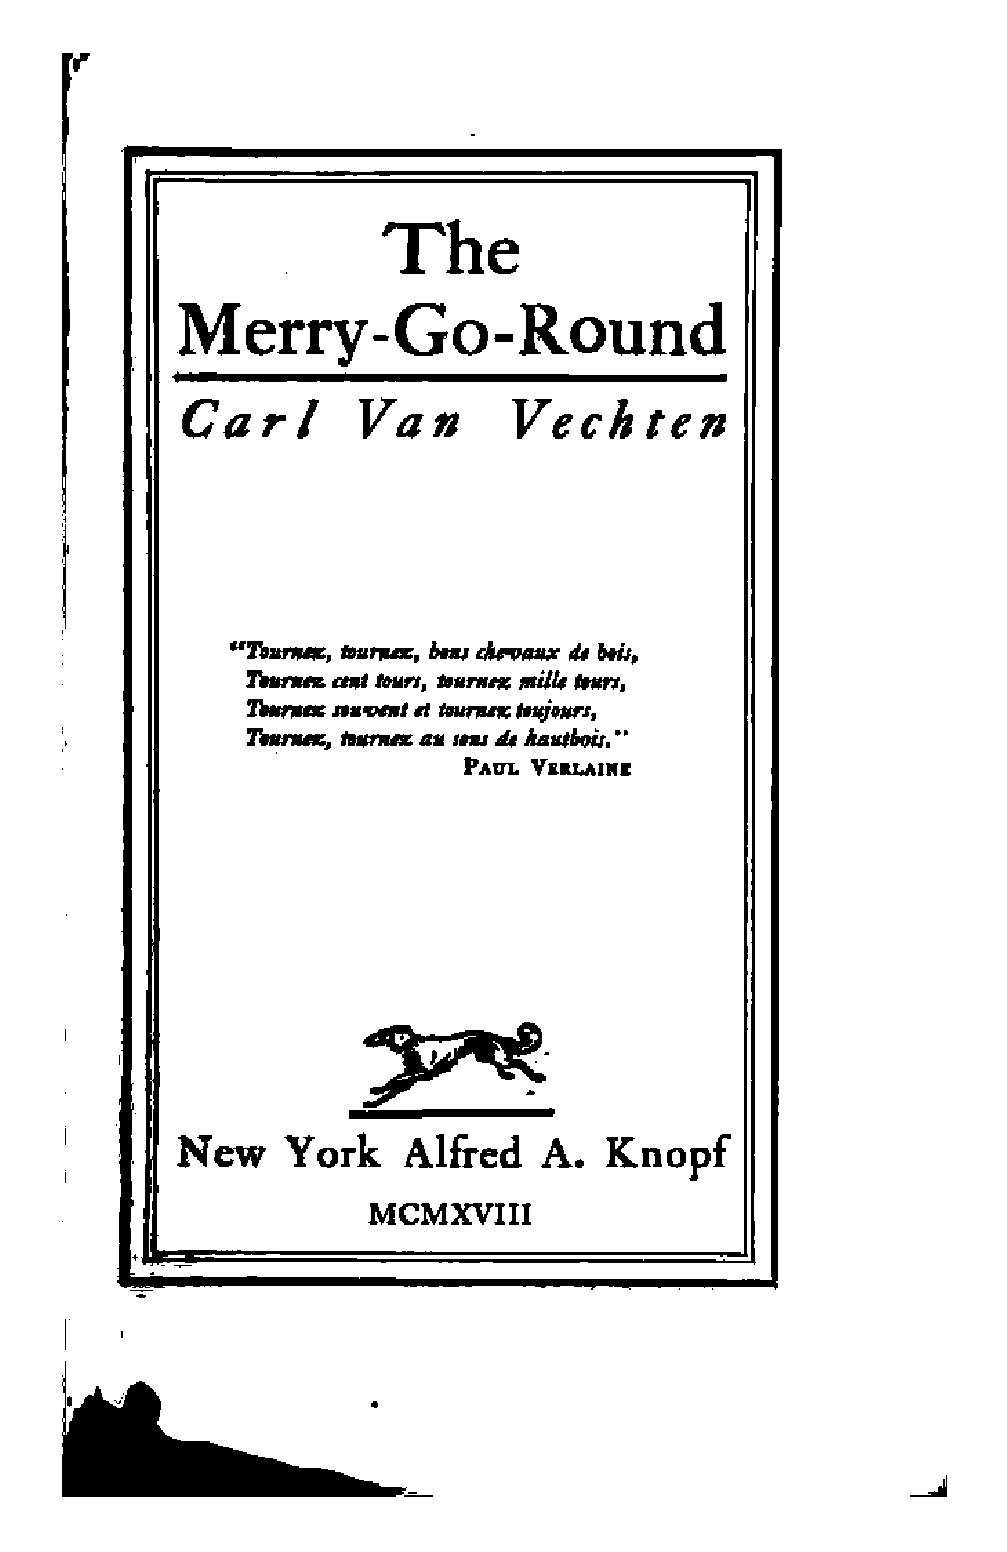 The
Merry-Go-Round
Carl Van Vechten
“Tournez, tournez, bons chevaux de bois,
Tournez cent tours, tournez mille tours,
Tournez souvent et tournez toujours,
Tournez, tournez au sons de hautbois.”
PAUL VERLAINE
New York Alfred A. Knopf
MCMXVIII